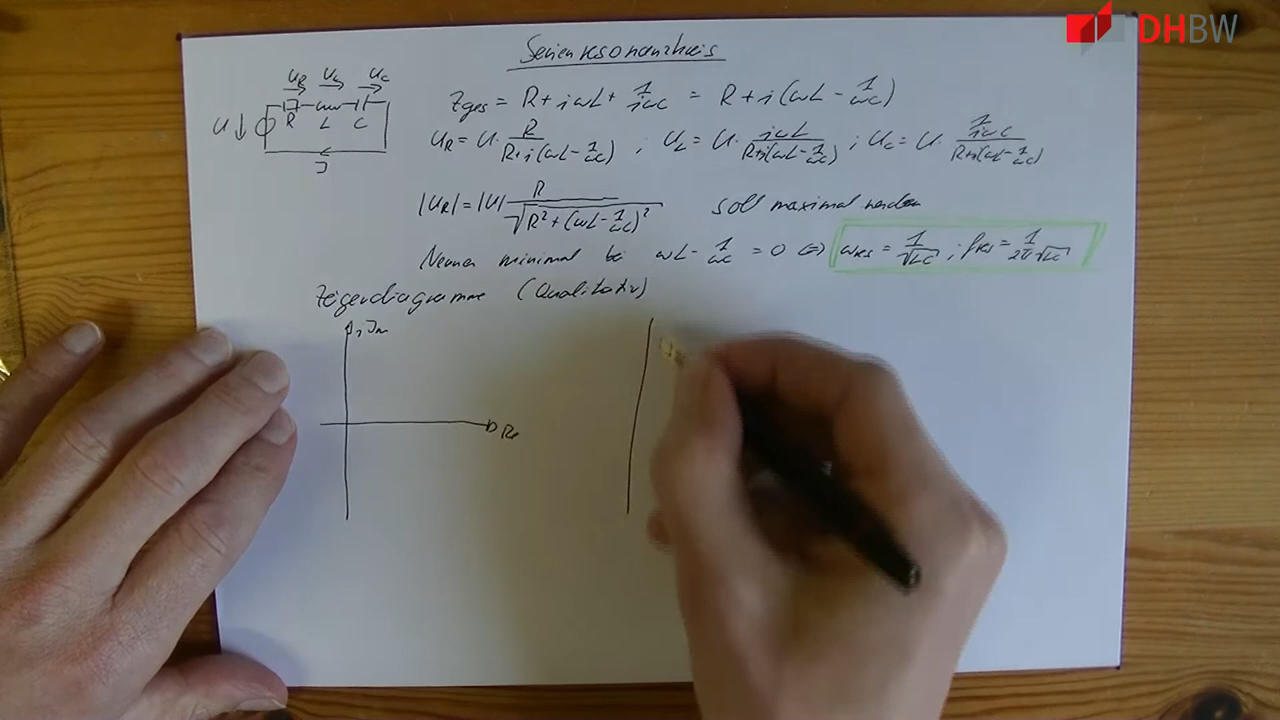 DHBW
Serienresonanzkreis
U_R U_L U_C
U R L C
I
Z_ges = R + iωL + 1/(iωC) = R + i(ωL - 1/(ωC))
U_R = U · R/(R+i(ωL - 1/(ωC))) ; U_L = U · iωL/(R+i(ωL - 1/(ωC))) ; U_C = U · (1/(iωC))/(R+i(ωL - 1/(ωC)))
|U_R| = |U| R/√(R² + (ωL - 1/(ωC))²) soll maximal werden
Nenner minimal bei ωL - 1/(ωC) = 0 ⇔ ω_res = 1/√(LC) ; f_res = 1/(2π√(LC))
Zeigerdiagramme (Qualitativ)
Im
Re